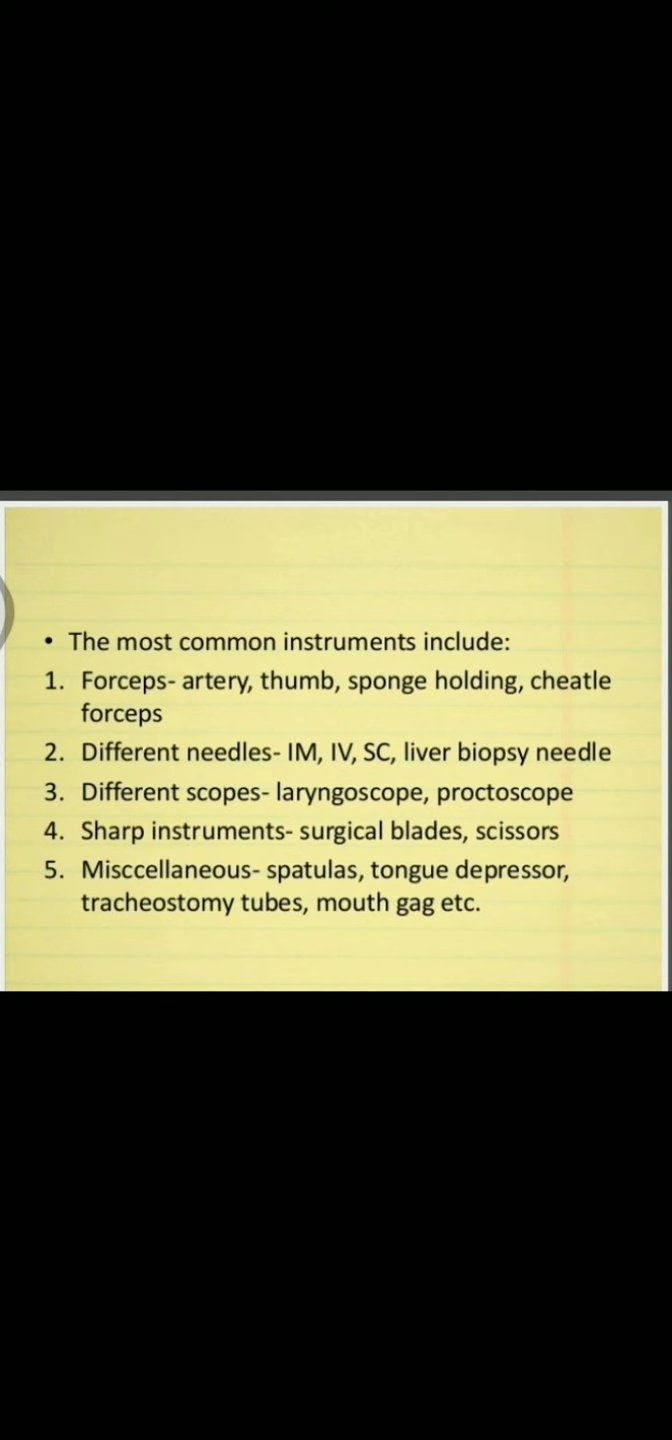 • The most common instruments include:
1. Forceps- artery, thumb, sponge holding, cheatle
forceps
2. Different needles- IM, IV, SC, liver biopsy needle
3. Different scopes- laryngoscope, proctoscope
4. Sharp instruments- surgical blades, scissors
5. Misccellaneous- spatulas, tongue depressor,
tracheostomy tubes, mouth gag etc.